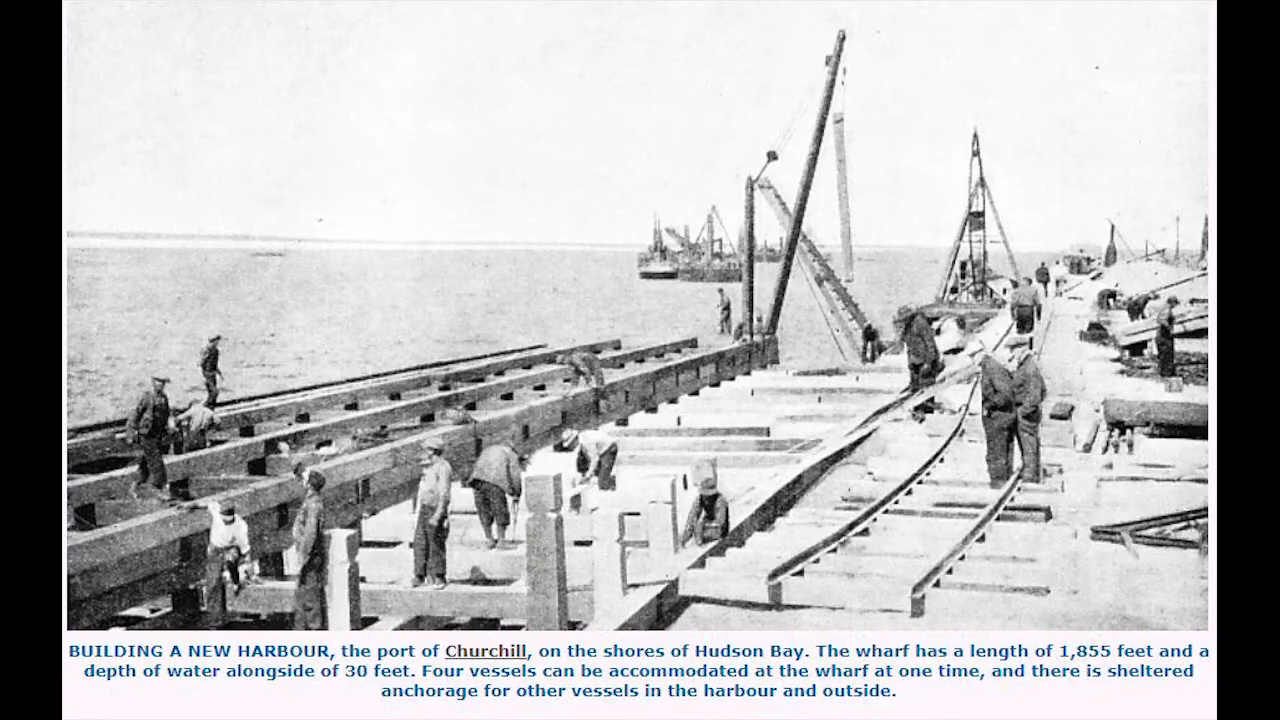 BUILDING A NEW HARBOUR, the port of Churchill, on the shores of Hudson Bay. The wharf has a length of 1,855 feet and a
depth of water alongside of 30 feet. Four vessels can be accommodated at the wharf at one time, and there is sheltered
anchorage for other vessels in the harbour and outside.